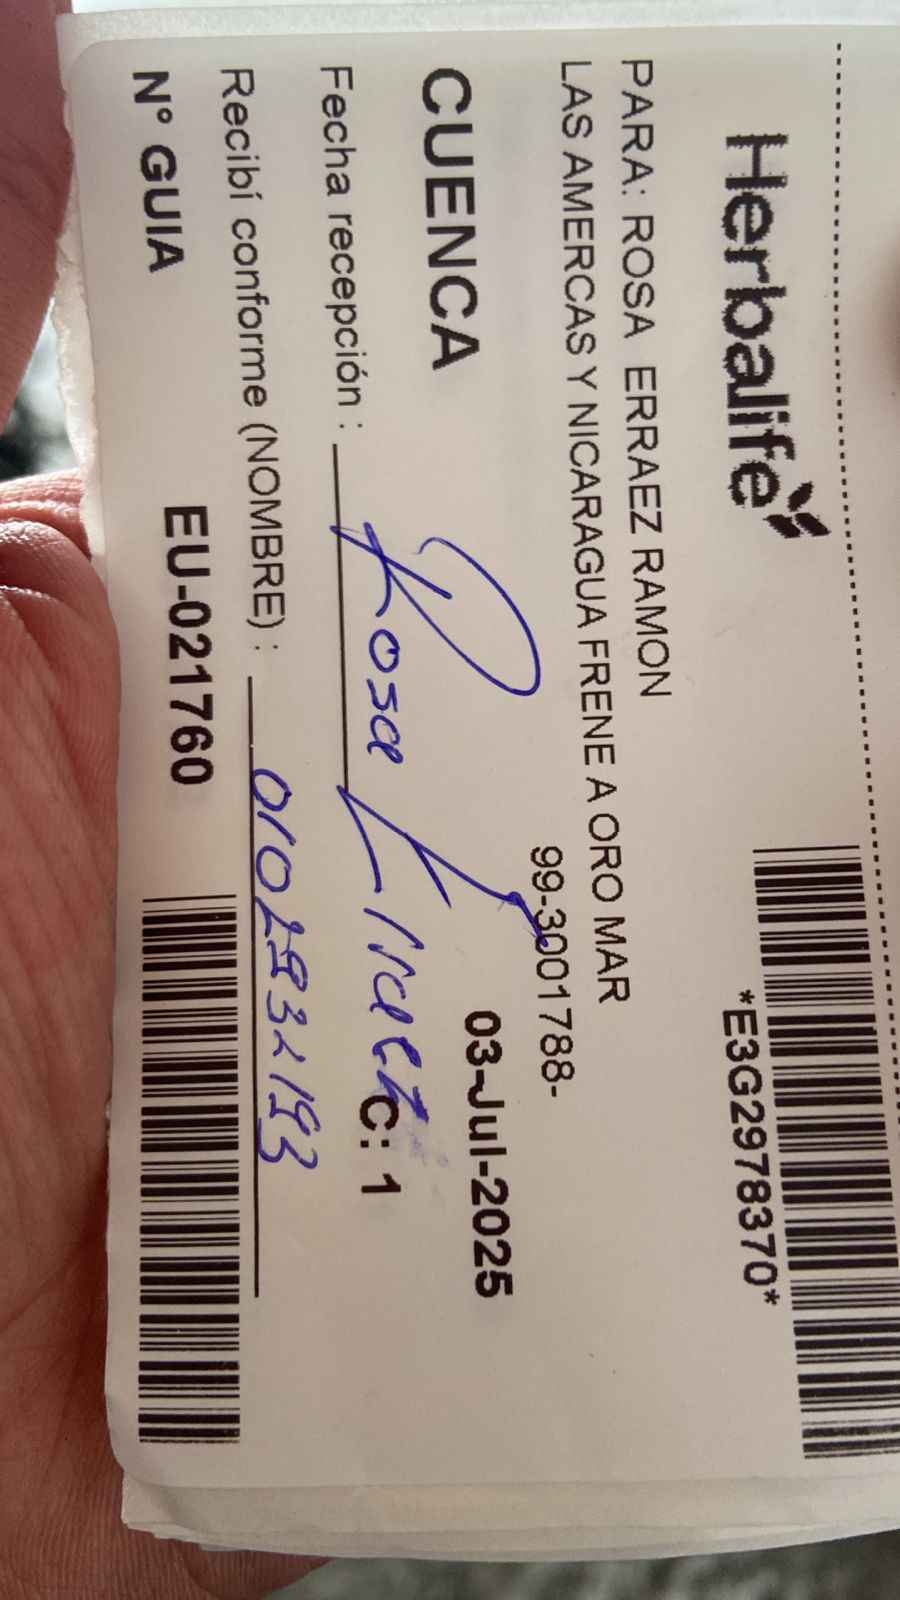 Herbalife
*E3G2978370*
PARA: ROSA ERRAEZ RAMON
LAS AMERCAS Y NICARAGUA FRENE A ORO MAR
99-3001788-
CUENCA 03-Jul-2025
Fecha recepción : Rosa C: 1
Recibí conforme (NOMBRE) :
N° GUIA EU-021760